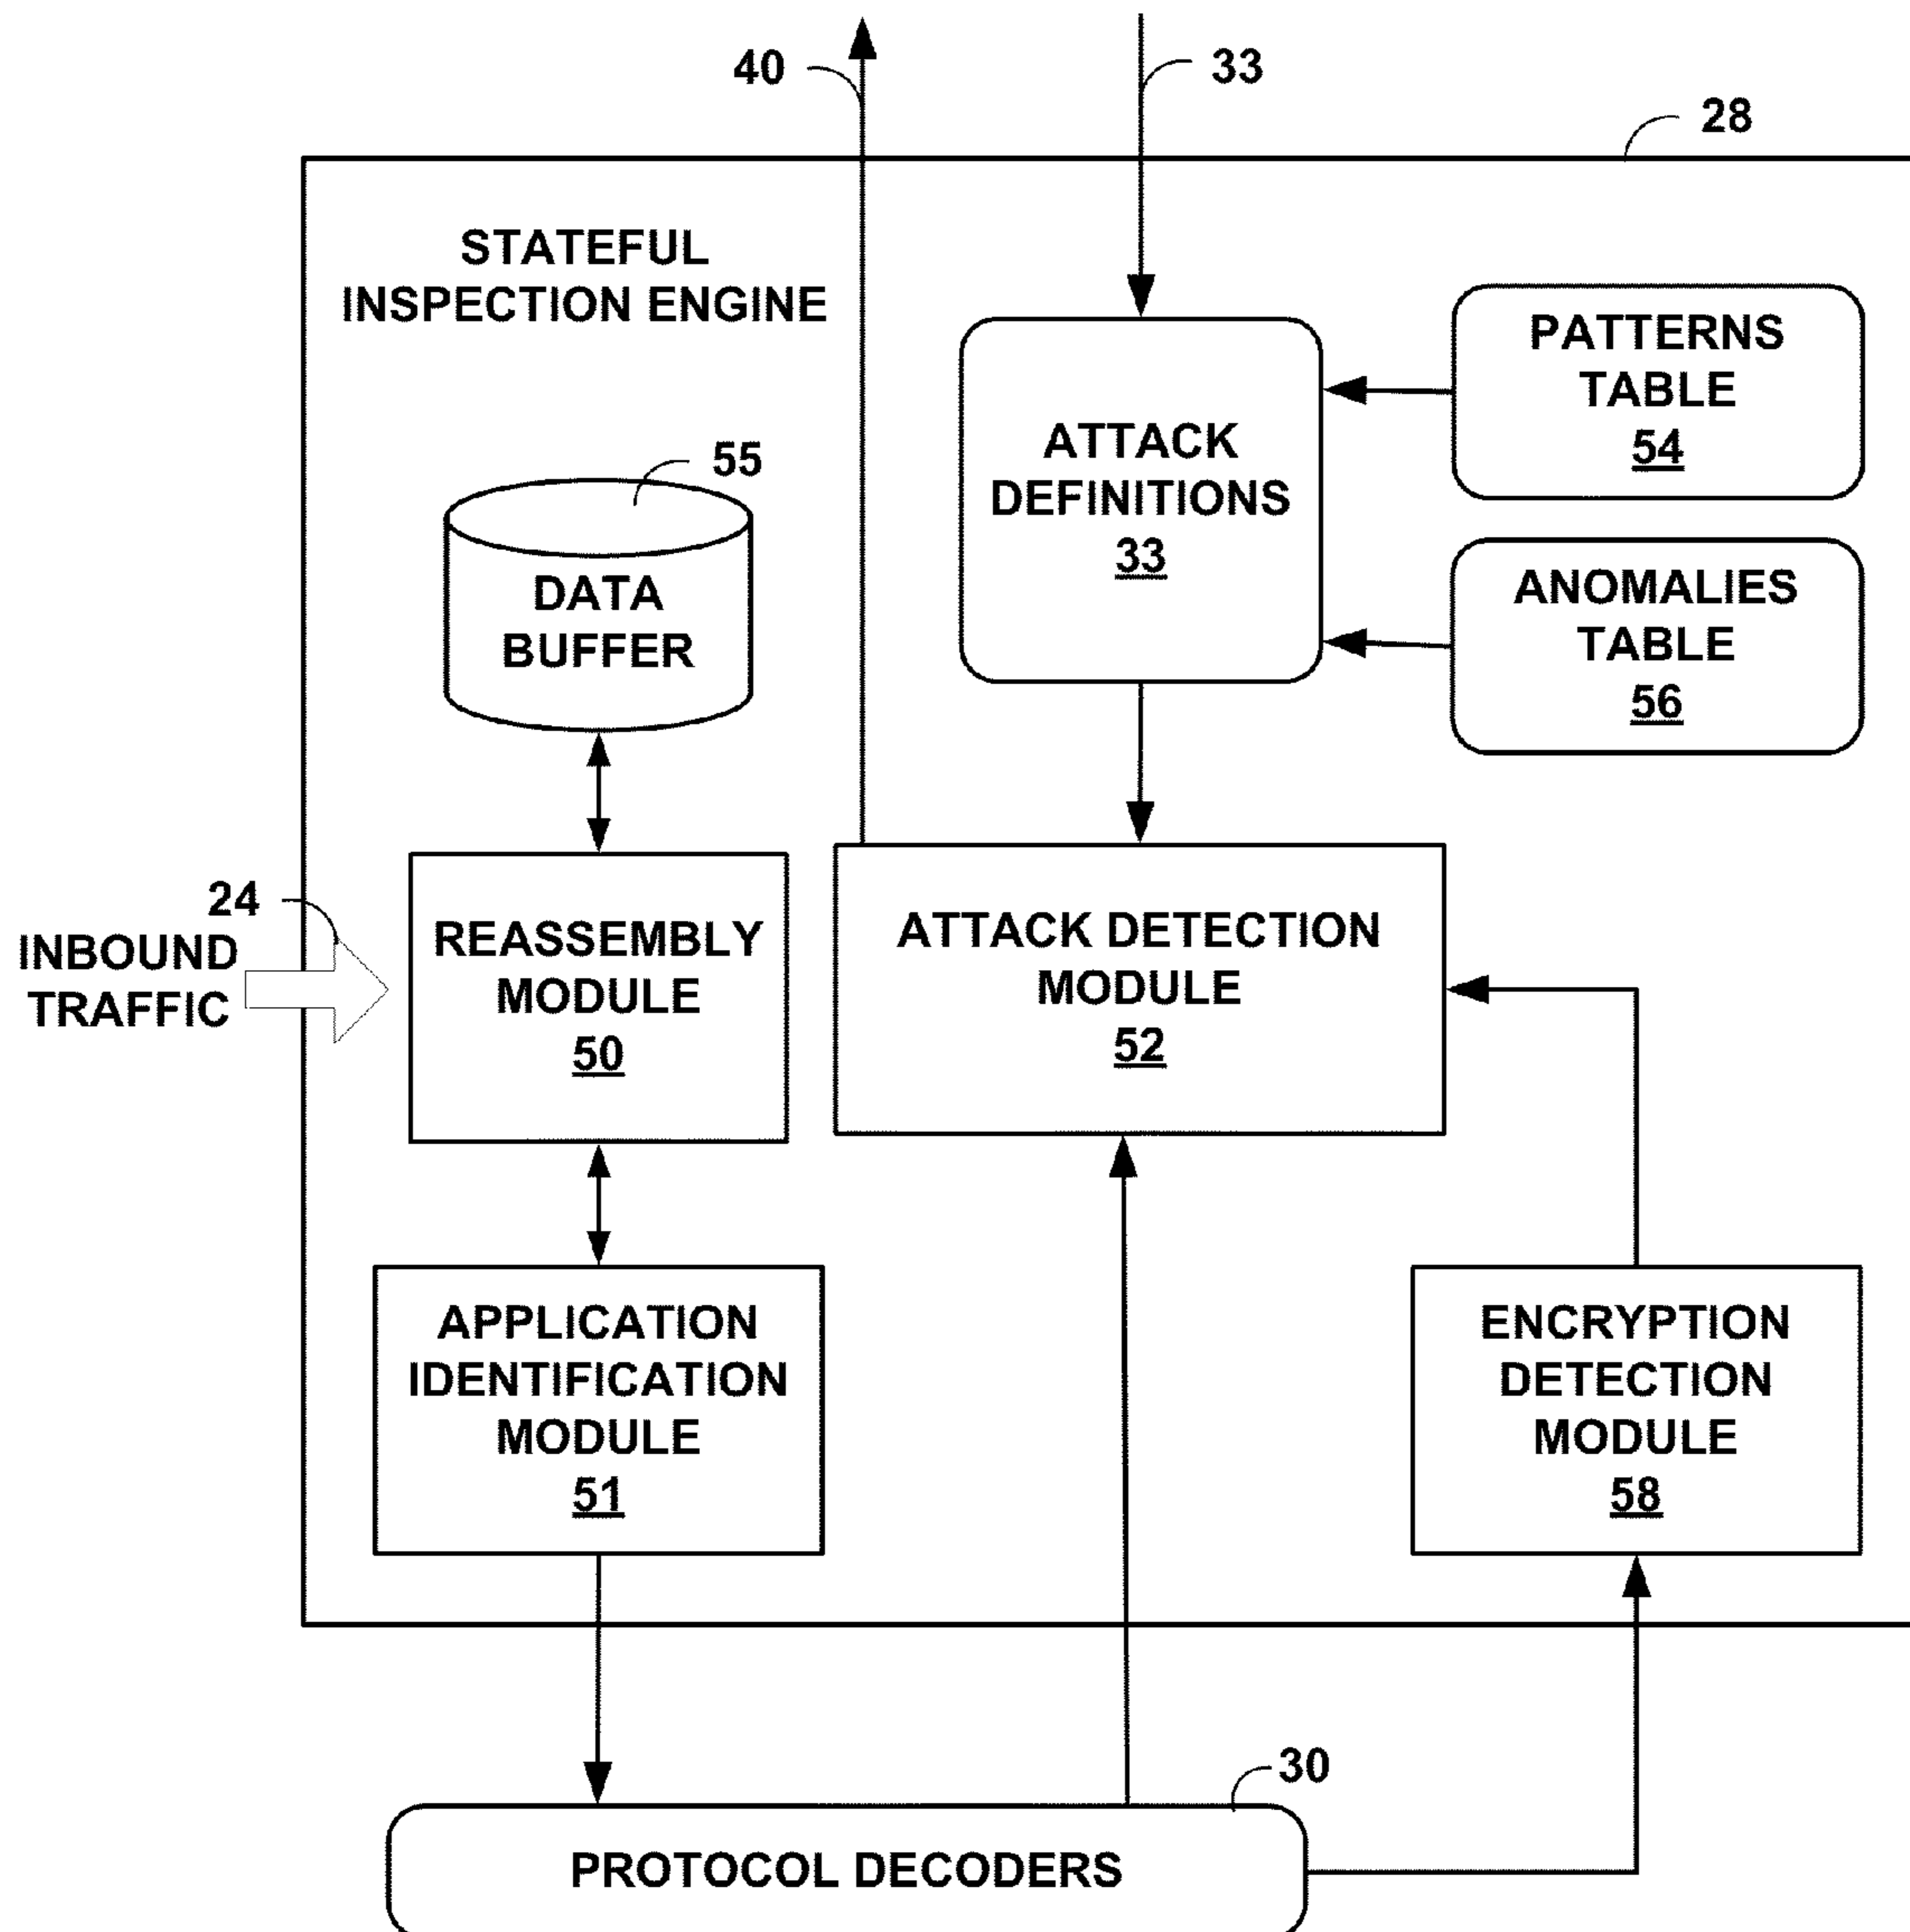 40
33
28
STATEFUL
INSPECTION ENGINE
PATTERNS
TABLE
54
ATTACK
DEFINITIONS
33
55
DATA
BUFFER
ANOMALIES
TABLE
56
24
INBOUND
TRAFFIC
REASSEMBLY
MODULE
50
ATTACK DETECTION
MODULE
52
APPLICATION
IDENTIFICATION
MODULE
51
ENCRYPTION
DETECTION
MODULE
58
30
PROTOCOL DECODERS